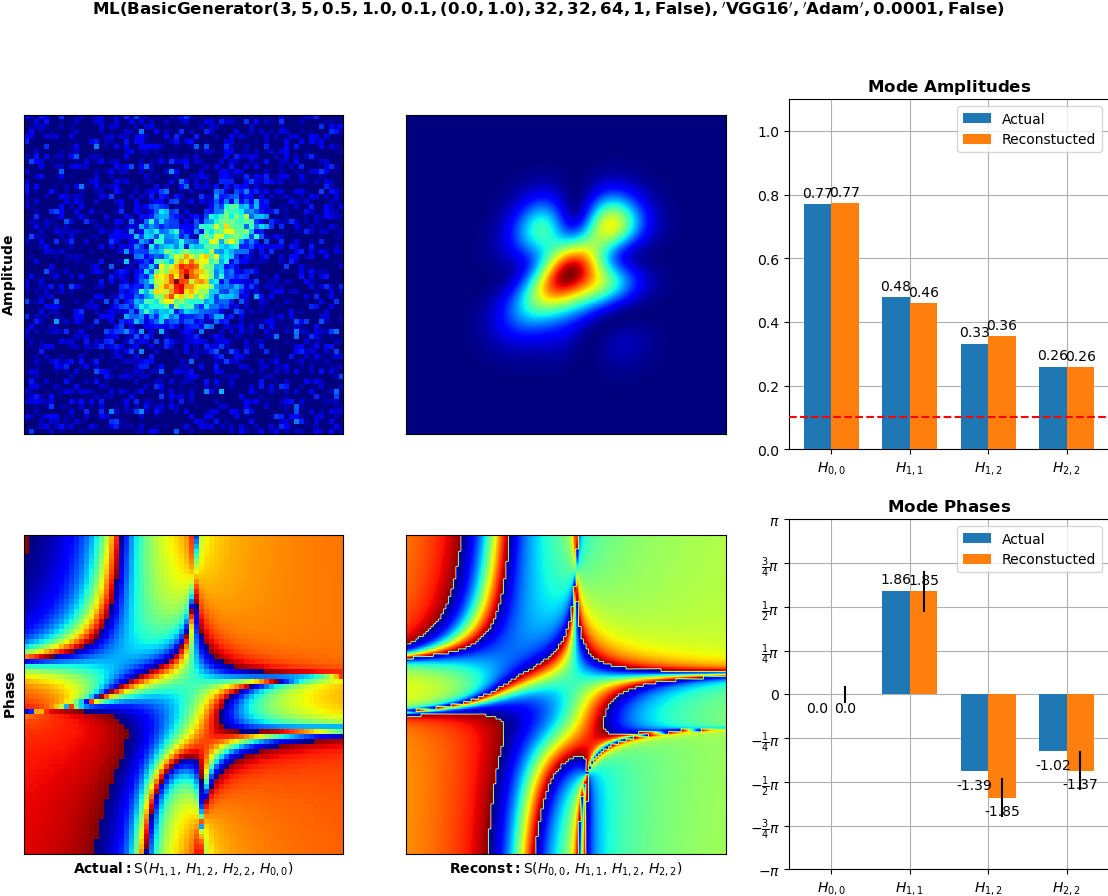 ML(BasicGenerator(3, 5, 0.5, 1.0, 0.1, (0.0, 1.0), 32, 32, 64, 1, False), ′VGG16′, ′Adam′, 0.0001, False)
Amplitude
Mode Amplitudes
Actual
Reconstucted
1.0
0.8
0.6
0.4
0.2
0.0
0.77
0.77
0.48
0.46
0.33
0.36
0.26
0.26
H0,0
H1,1
H1,2
H2,2
Phase
Actual: S(H1,1, H1,2, H2,2, H0,0)
Reconst: S(H0,0, H1,1, H1,2, H2,2)
Mode Phases
Actual
Reconstucted
π
3/4π
1/2π
1/4π
0
−1/4π
−1/2π
−3/4π
−π
0.0
0.0
1.86
1.85
-1.39
-1.85
-1.02
-1.37
H0,0
H1,1
H1,2
H2,2